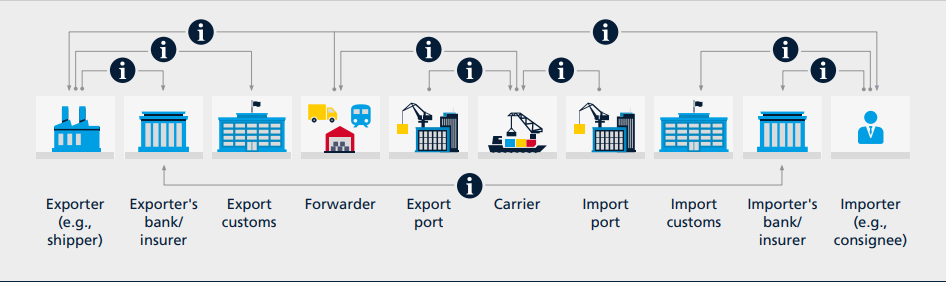 i
i
i
i
i
i
i
i
i
i
Exporter
(e.g.,
shipper)
Exporter's
bank/
insurer
Export
customs
Forwarder
Export
port
Carrier
Import
port
Import
customs
Importer's
bank/
insurer
Importer
(e.g.,
consignee)